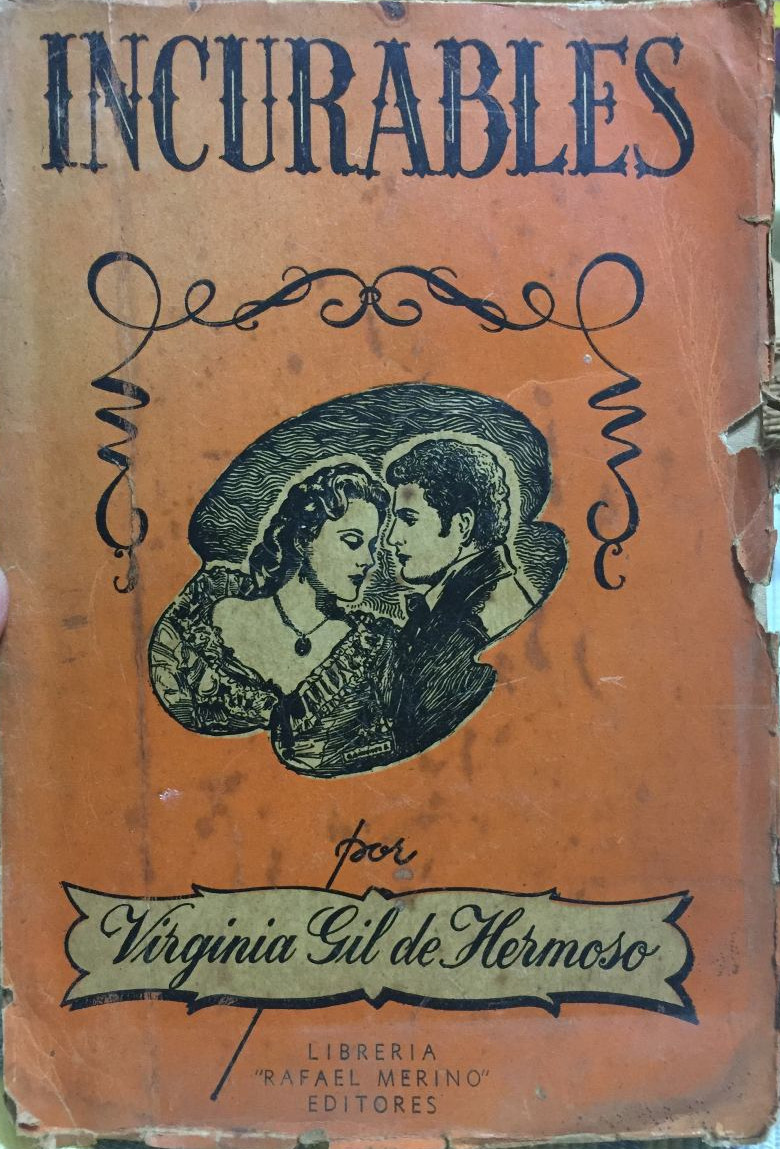 INCURABLES
por
Virginia Gil de Hermoso
LIBRERIA
"RAFAEL MERINO"
EDITORES